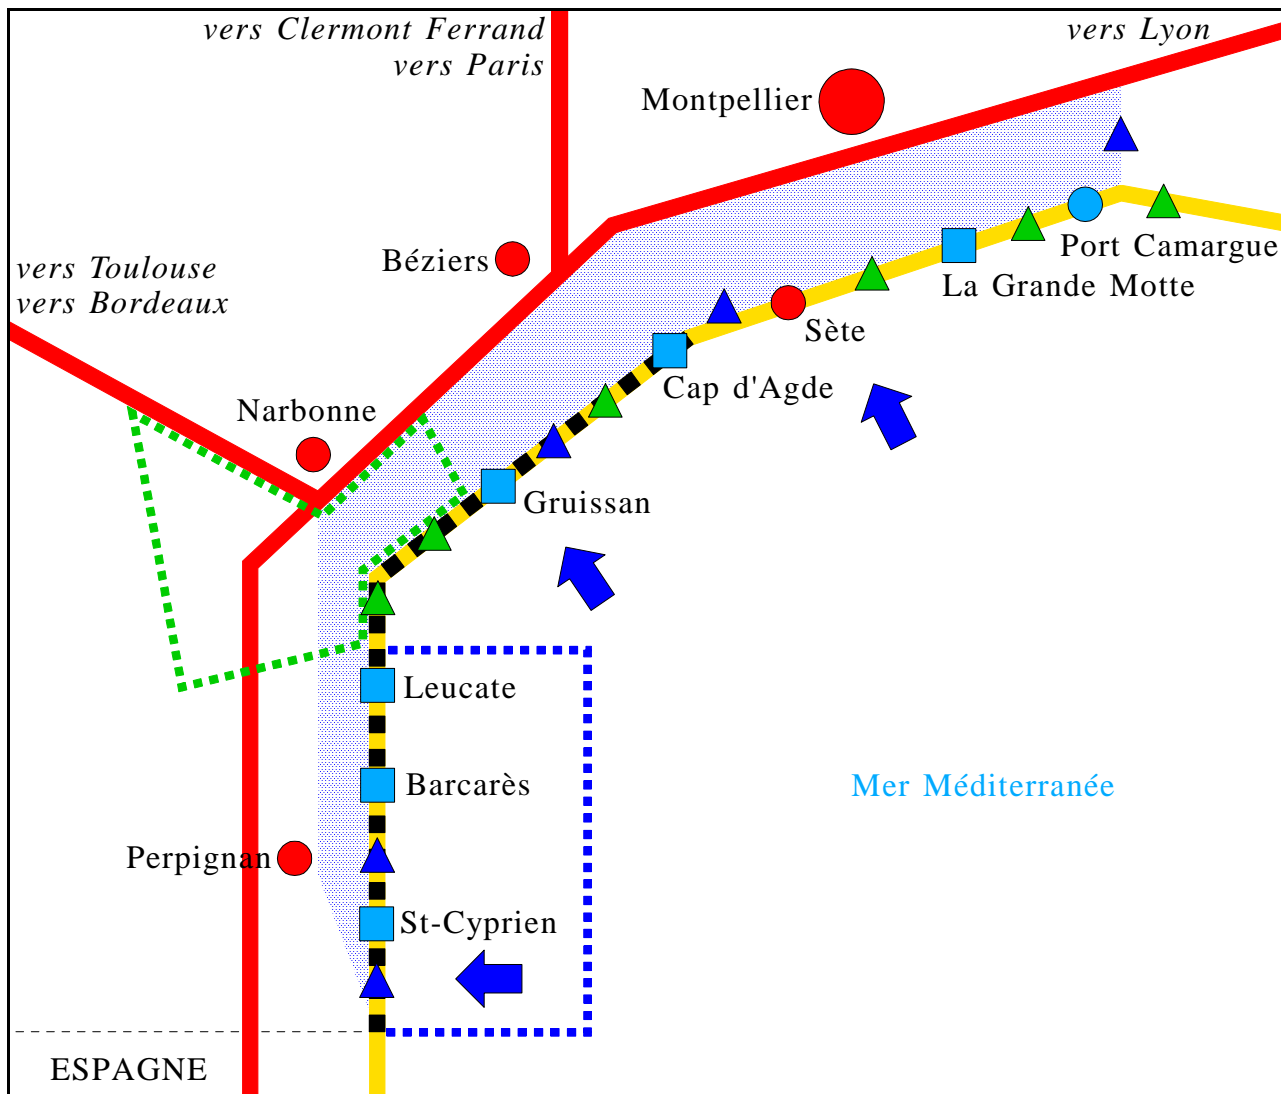 vers Clermont Ferrand
vers Paris
vers Lyon
Montpellier
Béziers
Port Camargue
vers Toulouse
vers Bordeaux
La Grande Motte
Sète
Cap d'Agde
Narbonne
Gruissan
Leucate
Barcarès
Mer Méditerranée
Perpignan
St-Cyprien
ESPAGNE